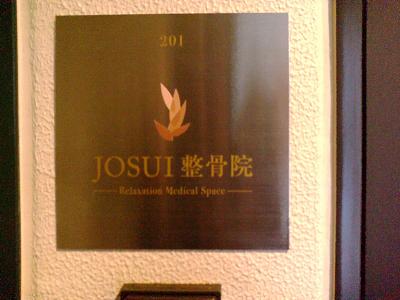 201
JOSUI 整骨院
Relaxation Medical Space